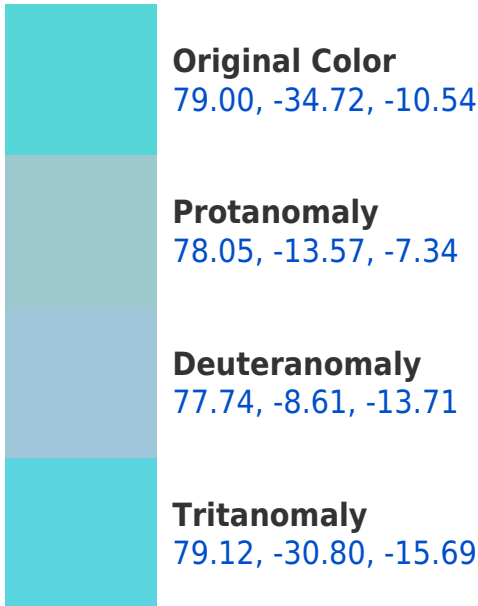 Original Color
79.00, -34.72, -10.54
Protanomaly
78.05, -13.57, -7.34
Deuteranomaly
77.74, -8.61, -13.71
Tritanomaly
79.12, -30.80, -15.69